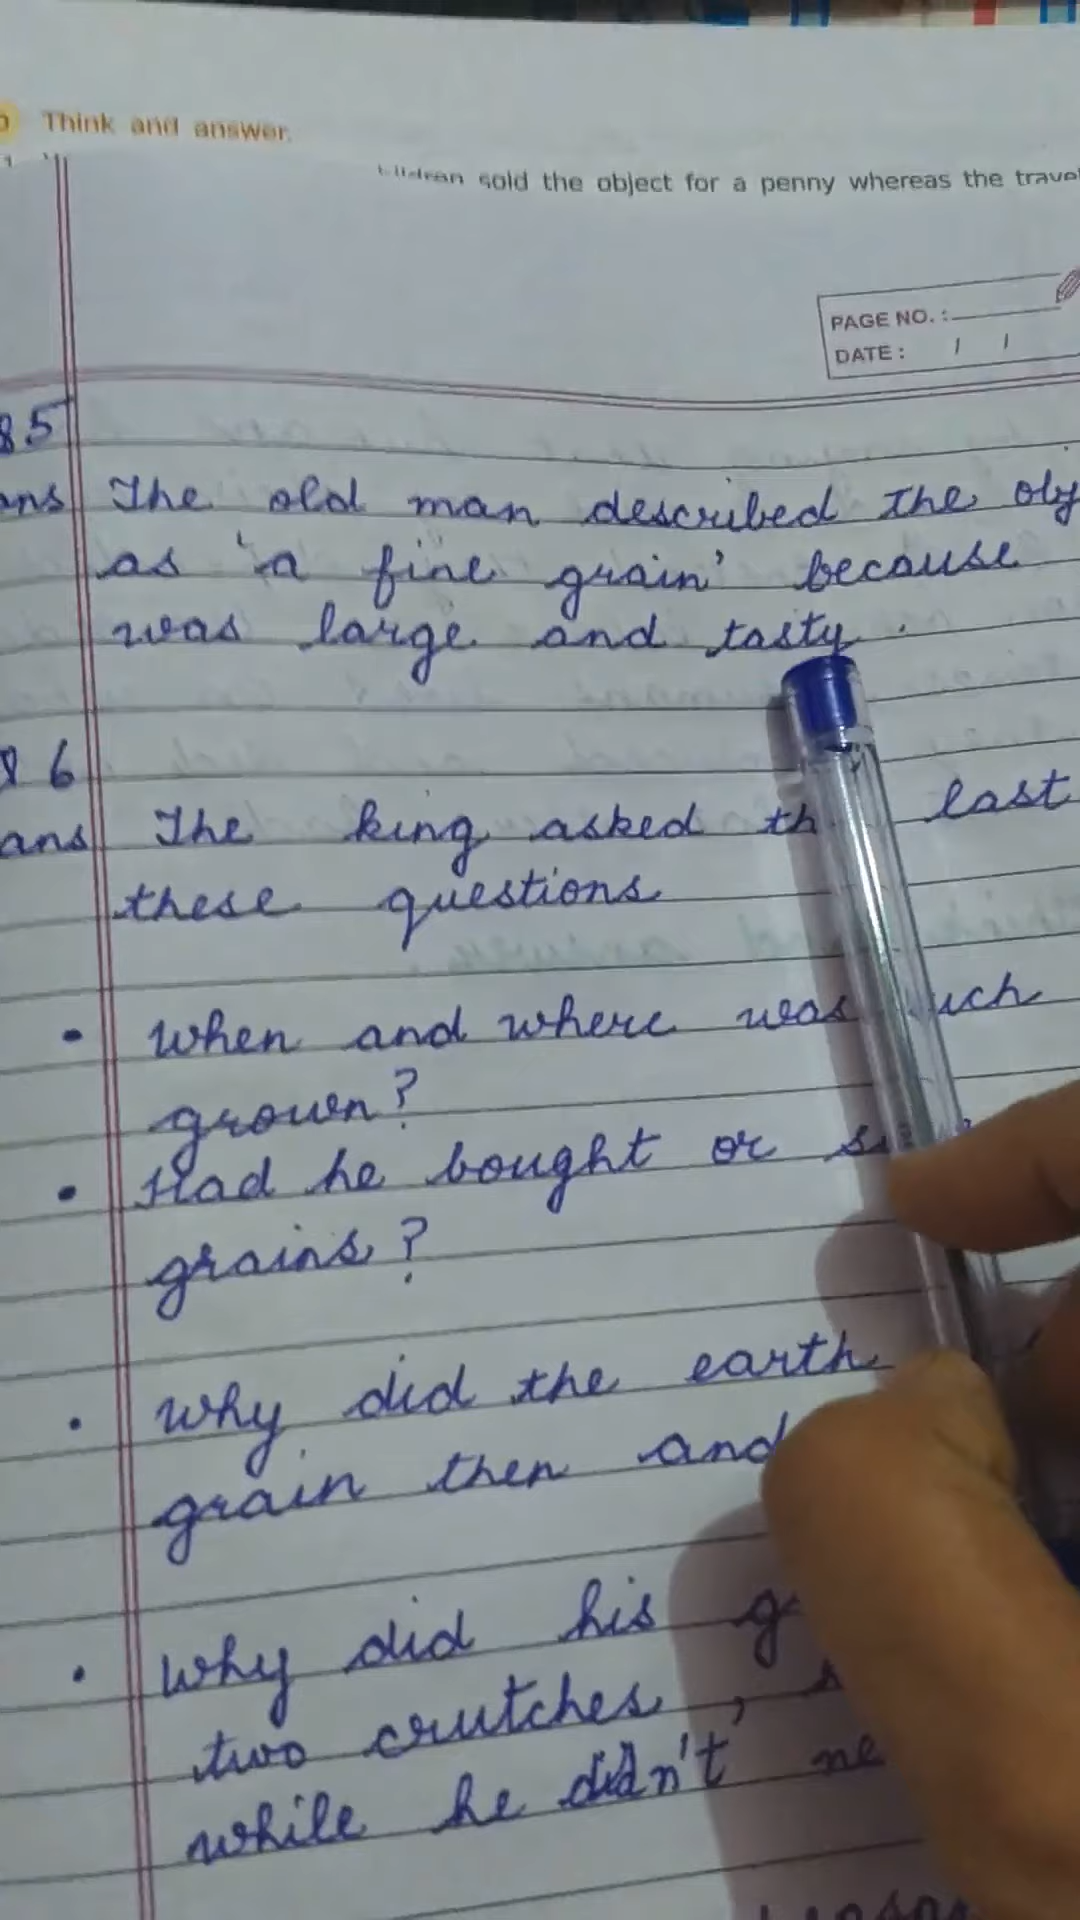 Think and answer.
sold the object for a penny whereas the
PAGE NO. :
DATE : / /
85
ans The old man described the
as 'a fine grain' because
was large and tasty.
6
ans The king asked last
these questions
• when and where was
grown?
• Had he bought or
grains?
• why did the earth
grain then and
• why did his
two crutches,
while he didn't